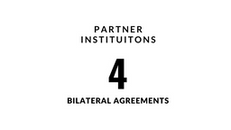 PARTNER
INSTITUITONS
4
BILATERAL AGREEMENTS